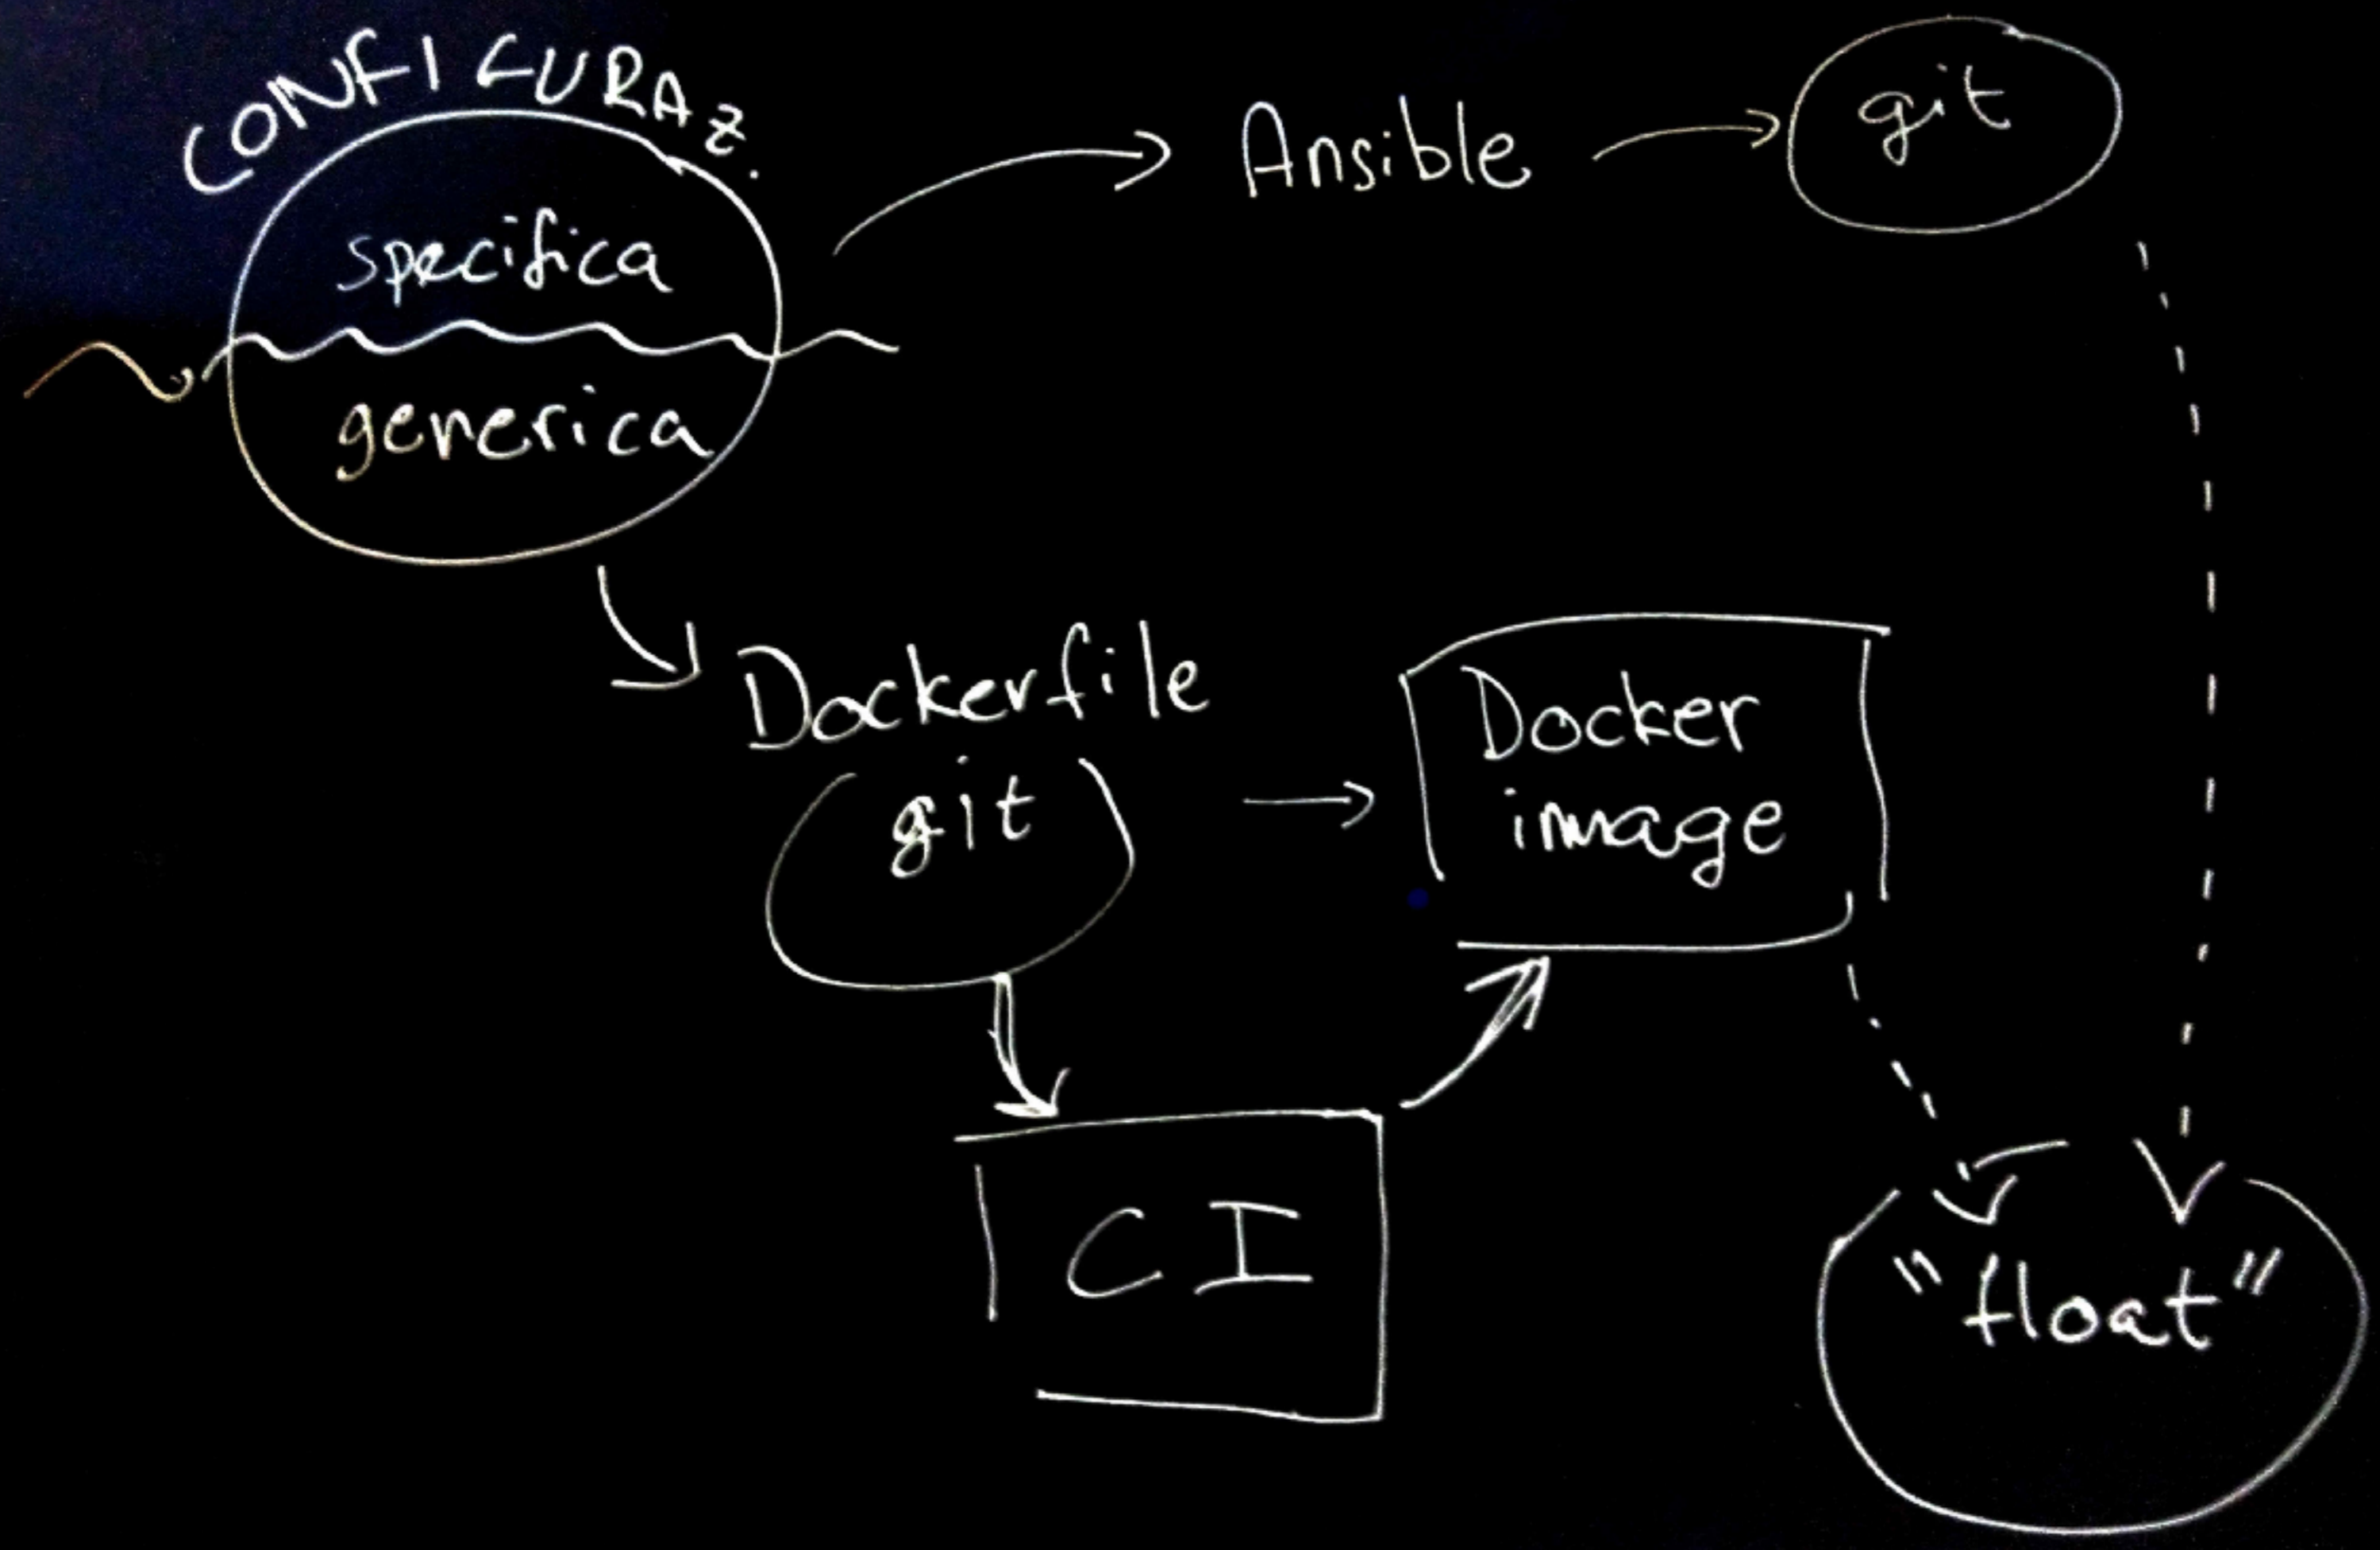 CONFIGURAZ.
specifica
generica
Ansible
git
Dockerfile
git
Docker
image
CI
"float"